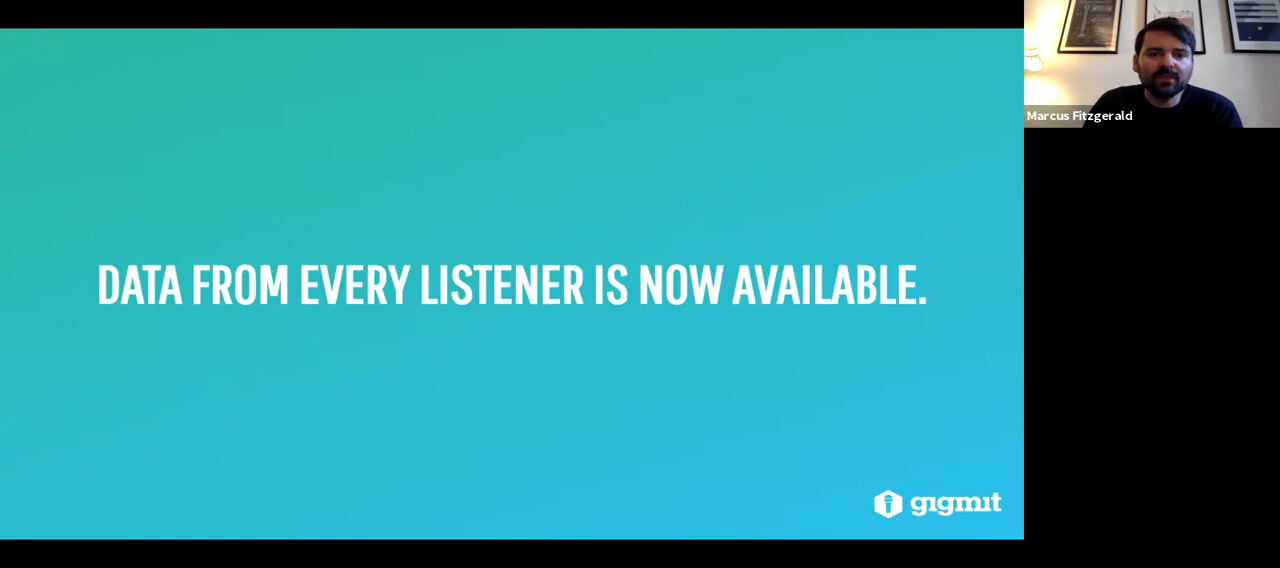 Marcus Fitzgerald
DATA FROM EVERY LISTENER IS NOW AVAILABLE.
gigmit